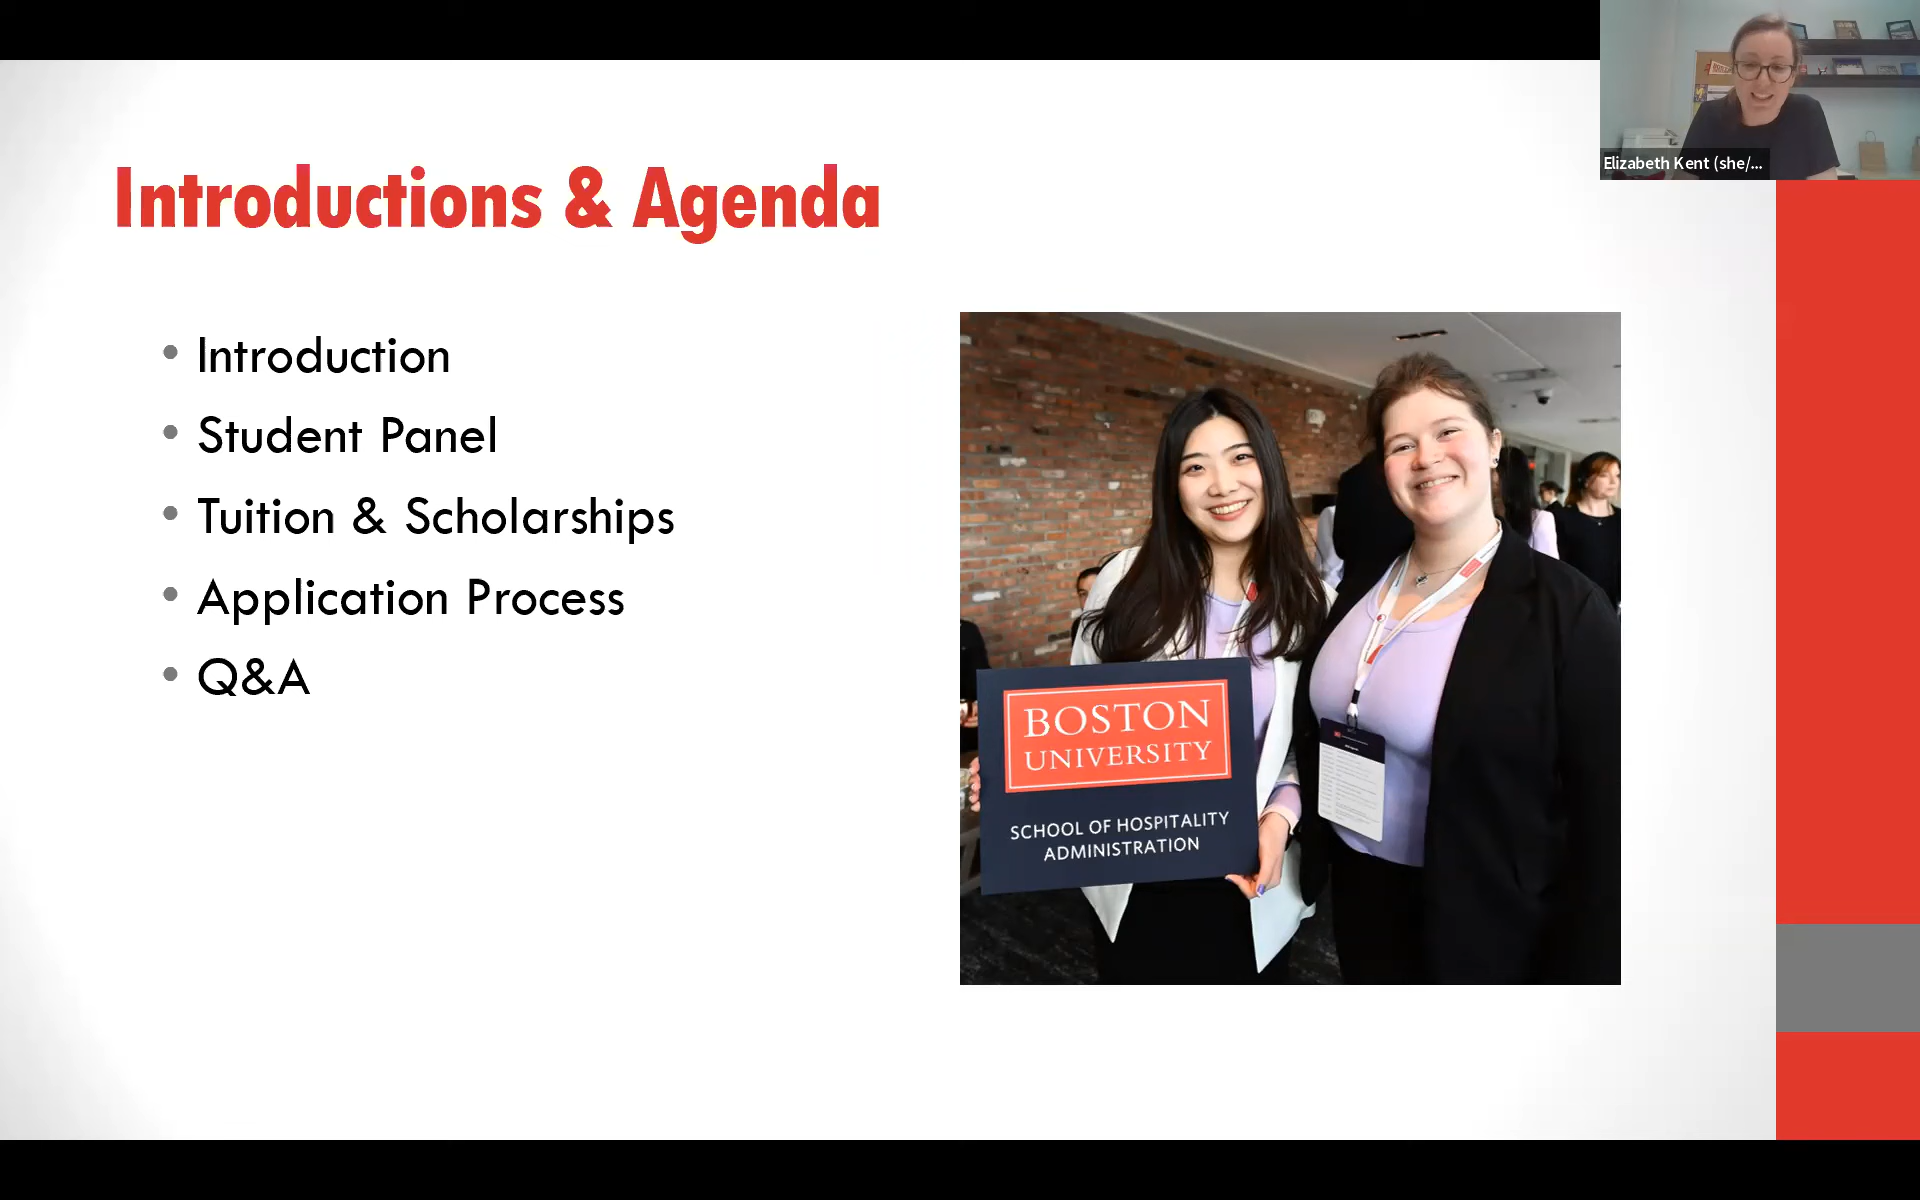 Elizabeth Kent (she/...
Introductions & Agenda
• Introduction
• Student Panel
• Tuition & Scholarships
• Application Process
• Q&A
BOSTON
UNIVERSITY
SCHOOL OF HOSPITALITY
ADMINISTRATION